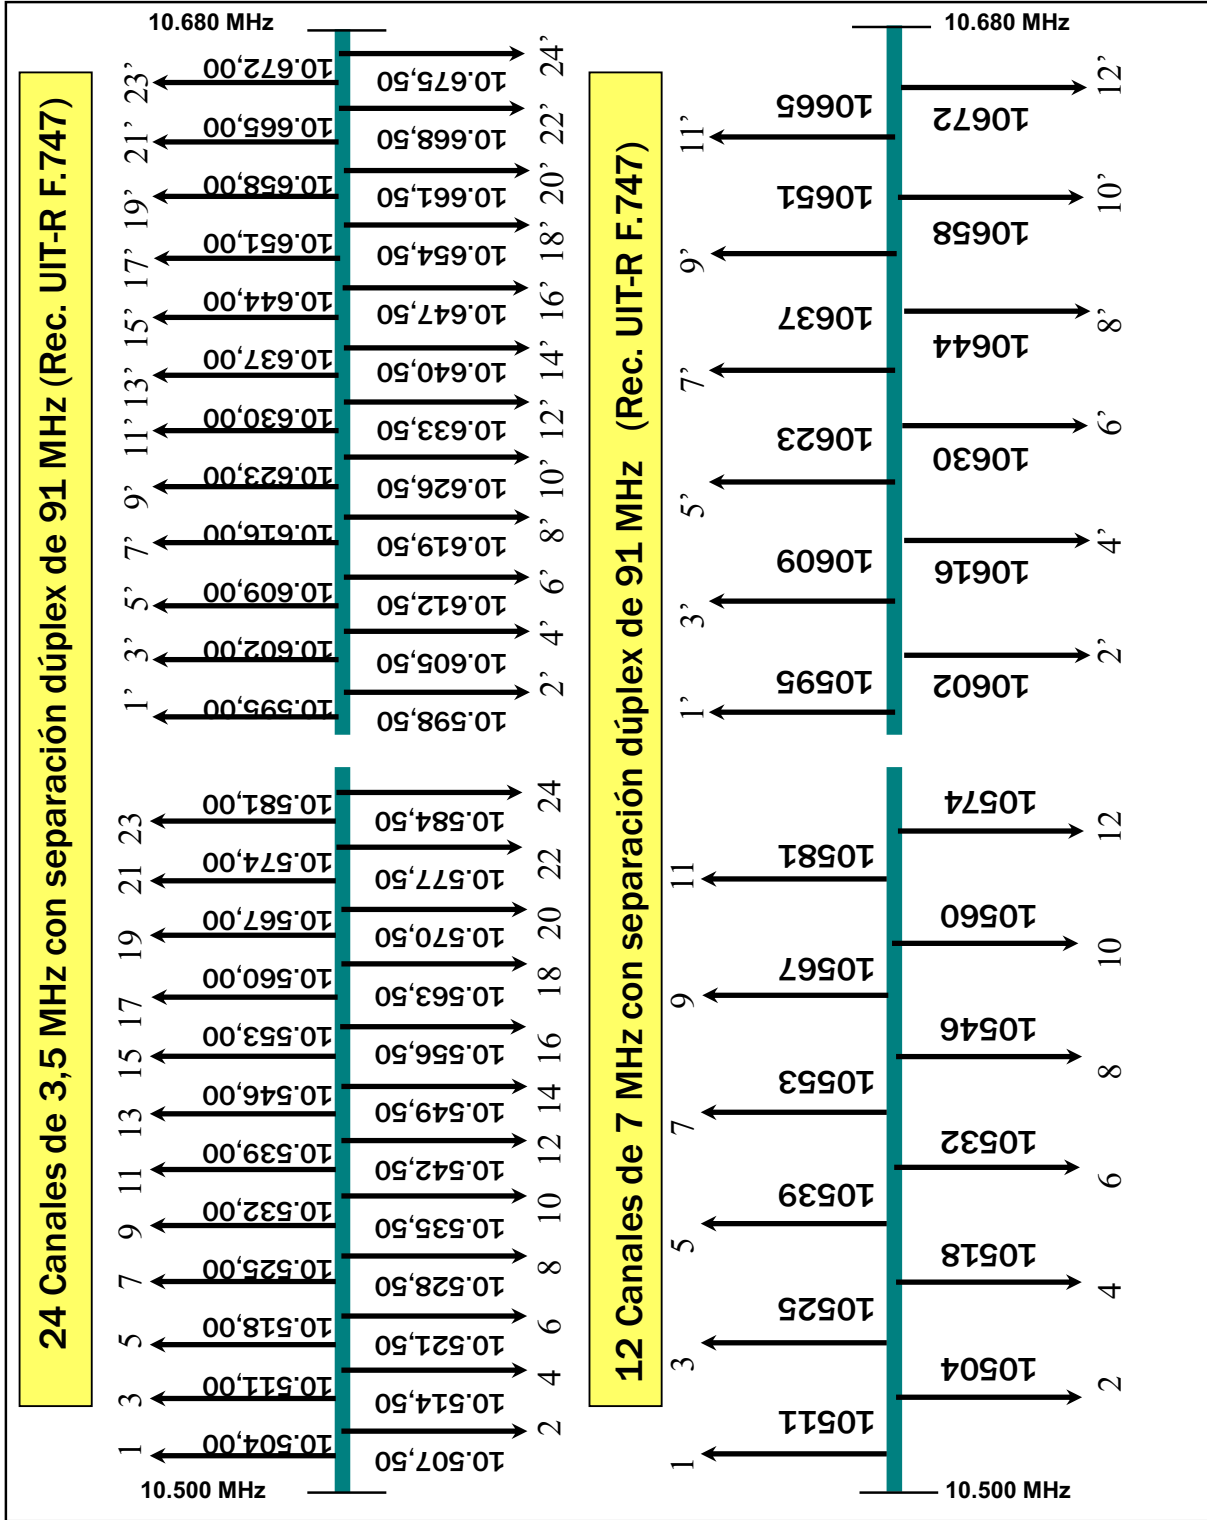 24 Canales de 3,5 MHz con separación dúplex de 91 MHz (Rec. UIT-R F.747)
10.500 MHz
1 3 5 7 9 11 13 15 17 19 21 23
10.504,00 10.511,00 10.518,00 10.525,00 10.532,00 10.539,00 10.546,00 10.553,00 10.560,00 10.567,00 10.574,00 10.581,00
10.507,50 10.514,50 10.521,50 10.528,50 10.535,50 10.542,50 10.549,50 10.556,50 10.563,50 10.570,50 10.577,50 10.584,50
2 4 6 8 10 12 14 16 18 20 22 24
1’ 3’ 5’ 7’ 9’ 11’ 13’ 15’ 17’ 19’ 21’ 23’
10.595,00 10.602,00 10.609,00 10.616,00 10.623,00 10.630,00 10.637,00 10.644,00 10.651,00 10.658,00 10.665,00 10.672,00
10.598,50 10.605,50 10.612,50 10.619,50 10.626,50 10.633,50 10.640,50 10.647,50 10.654,50 10.661,50 10.668,50 10.675,50
2’ 4’ 6’ 8’ 10’ 12’ 14’ 16’ 18’ 20’ 22’ 24’
10.680 MHz
12 Canales de 7 MHz con separación dúplex de 91 MHz (Rec. UIT-R F.747)
10.500 MHz
1 3 5 7 9 11
10511 10525 10539 10553 10567 10581
10504 10518 10532 10546 10560 10574
2 4 6 8 10 12
1’ 3’ 5’ 7’ 9’ 11’
10595 10609 10623 10637 10651 10665
10602 10616 10630 10644 10658 10672
2’ 4’ 6’ 8’ 10’ 12’
10.680 MHz